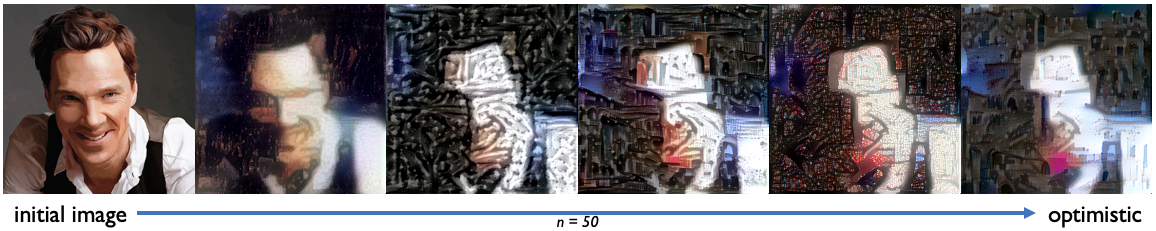 initial image
n = 50
optimistic